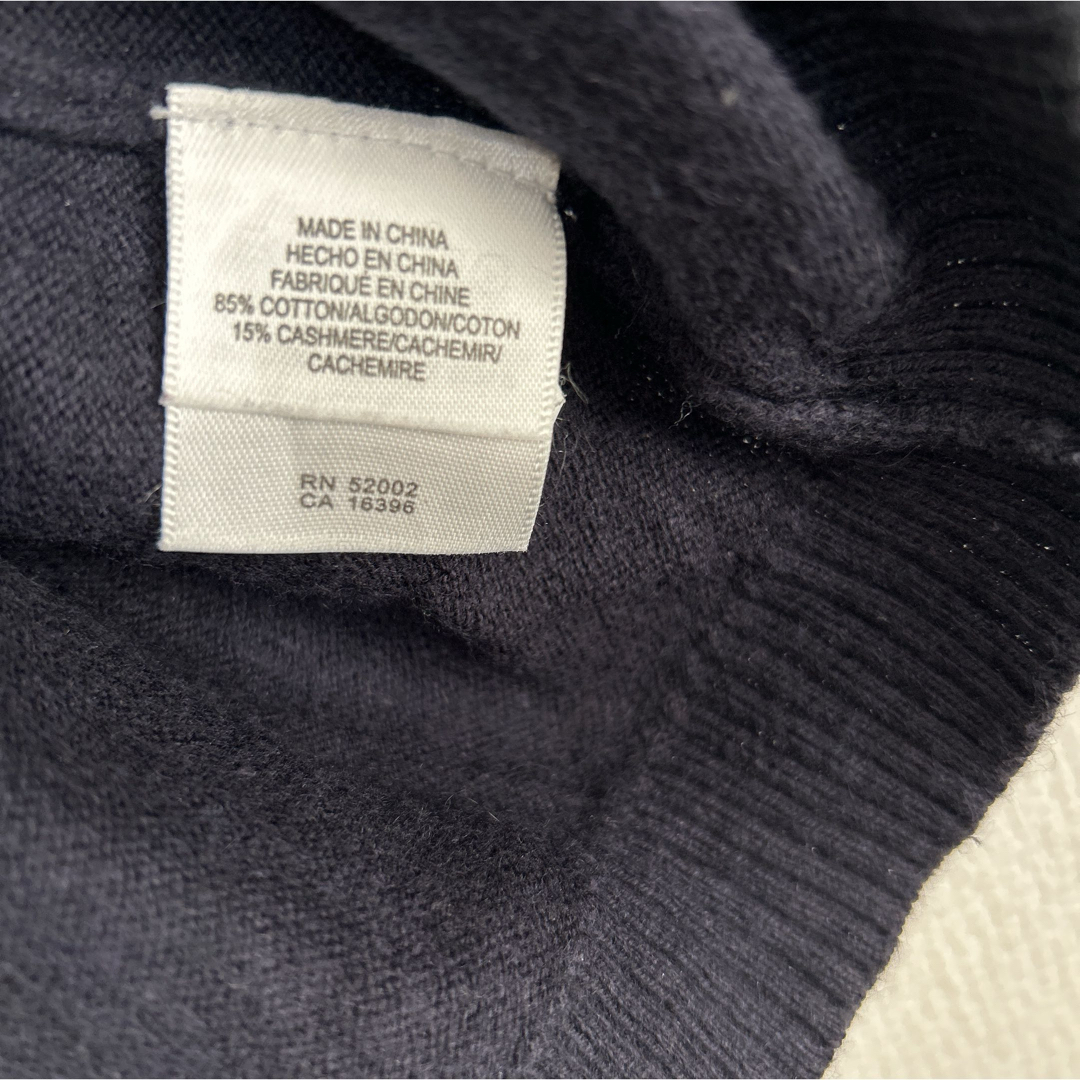 MADE IN CHINA
HECHO EN CHINA
FABRIQUÉ EN CHINE
85% COTTON/ALGODON/COTON
15% CASHMERE/CACHEMIR/
CACHEMIRE
RN 52002
CA 16396